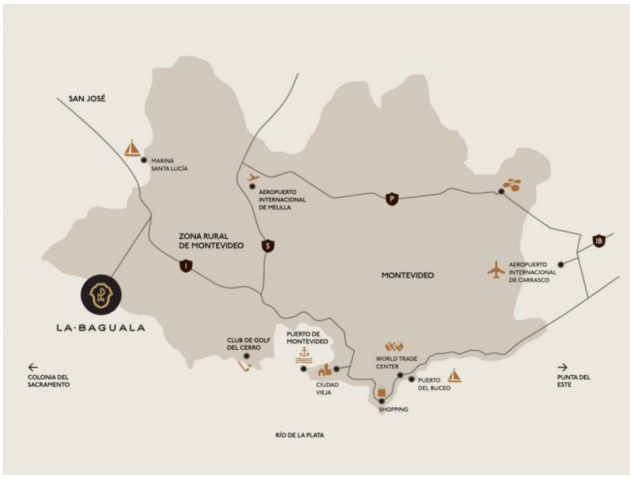 SAN JOSÉ
MARINA
SANTA LUCÍA
AEROPUERTO
INTERNACIONAL
DE MELILLA
P
IB
ZONA RURAL
DE MONTEVIDEO
5
1
MONTEVIDEO
AEROPUERTO
INTERNACIONAL
DE CARRASCO
LA·BAGUALA
CLUB DE GOLF
DEL CERRO
PUERTO DE
MONTEVIDEO
WORLD TRADE
CENTER
CIUDAD
VIEJA
PUERTO
DEL BUCEO
SHOPPING
COLONIA DEL
SACRAMENTO
PUNTA DEL
ESTE
RÍO DE LA PLATA